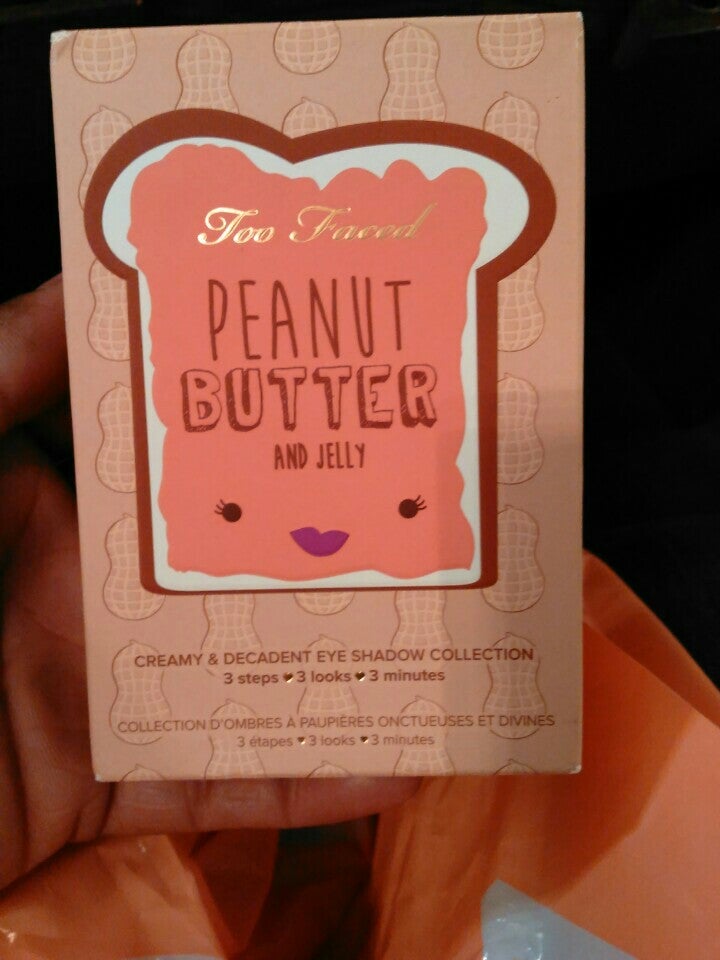 Too Faced
PEANUT
BUTTER
AND JELLY
CREAMY & DECADENT EYE SHADOW COLLECTION
3 steps ♥ 3 looks ♥ 3 minutes
COLLECTION D'OMBRES À PAUPIÈRES ONCTUEUSES ET DIVINES
3 étapes ♥ 3 looks ♥ 3 minutes